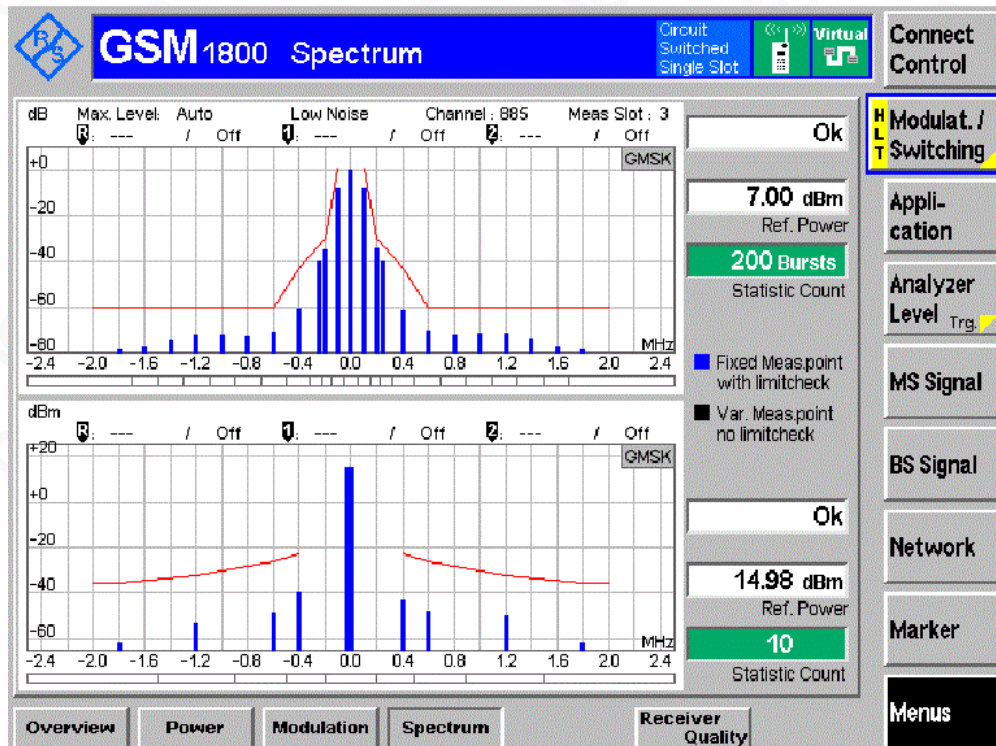 R&S
GSM 1800 Spectrum
Circuit
Switched
Single Slot
Virtual
Connect
Control
dB Max. Level: Auto Low Noise Channel : 885 Meas Slot : 3
R: --- / Off 1: --- / Off 2: --- / Off
GMSK
+0
-20
-40
-60
-80
MHz
-2.4 -2.0 -1.6 -1.2 -0.8 -0.4 0.0 0.4 0.8 1.2 1.6 2.0 2.4
Ok
7.00 dBm
Ref. Power
200 Bursts
Statistic Count
Fixed Meas.point
with limitcheck
Var. Meas.point
no limitcheck
dBm
R: --- / Off 1: --- / Off 2: --- / Off
GMSK
+20
+0
-20
-40
-60
MHz
-2.4 -2.0 -1.6 -1.2 -0.8 -0.4 0.0 0.4 0.8 1.2 1.6 2.0 2.4
Ok
14.98 dBm
Ref. Power
10
Statistic Count
HLT
Modulat. /
Switching
Appli-
cation
Analyzer
Level Trg.
MS Signal
BS Signal
Network
Marker
Menus
Overview
Power
Modulation
Spectrum
Receiver
Quality